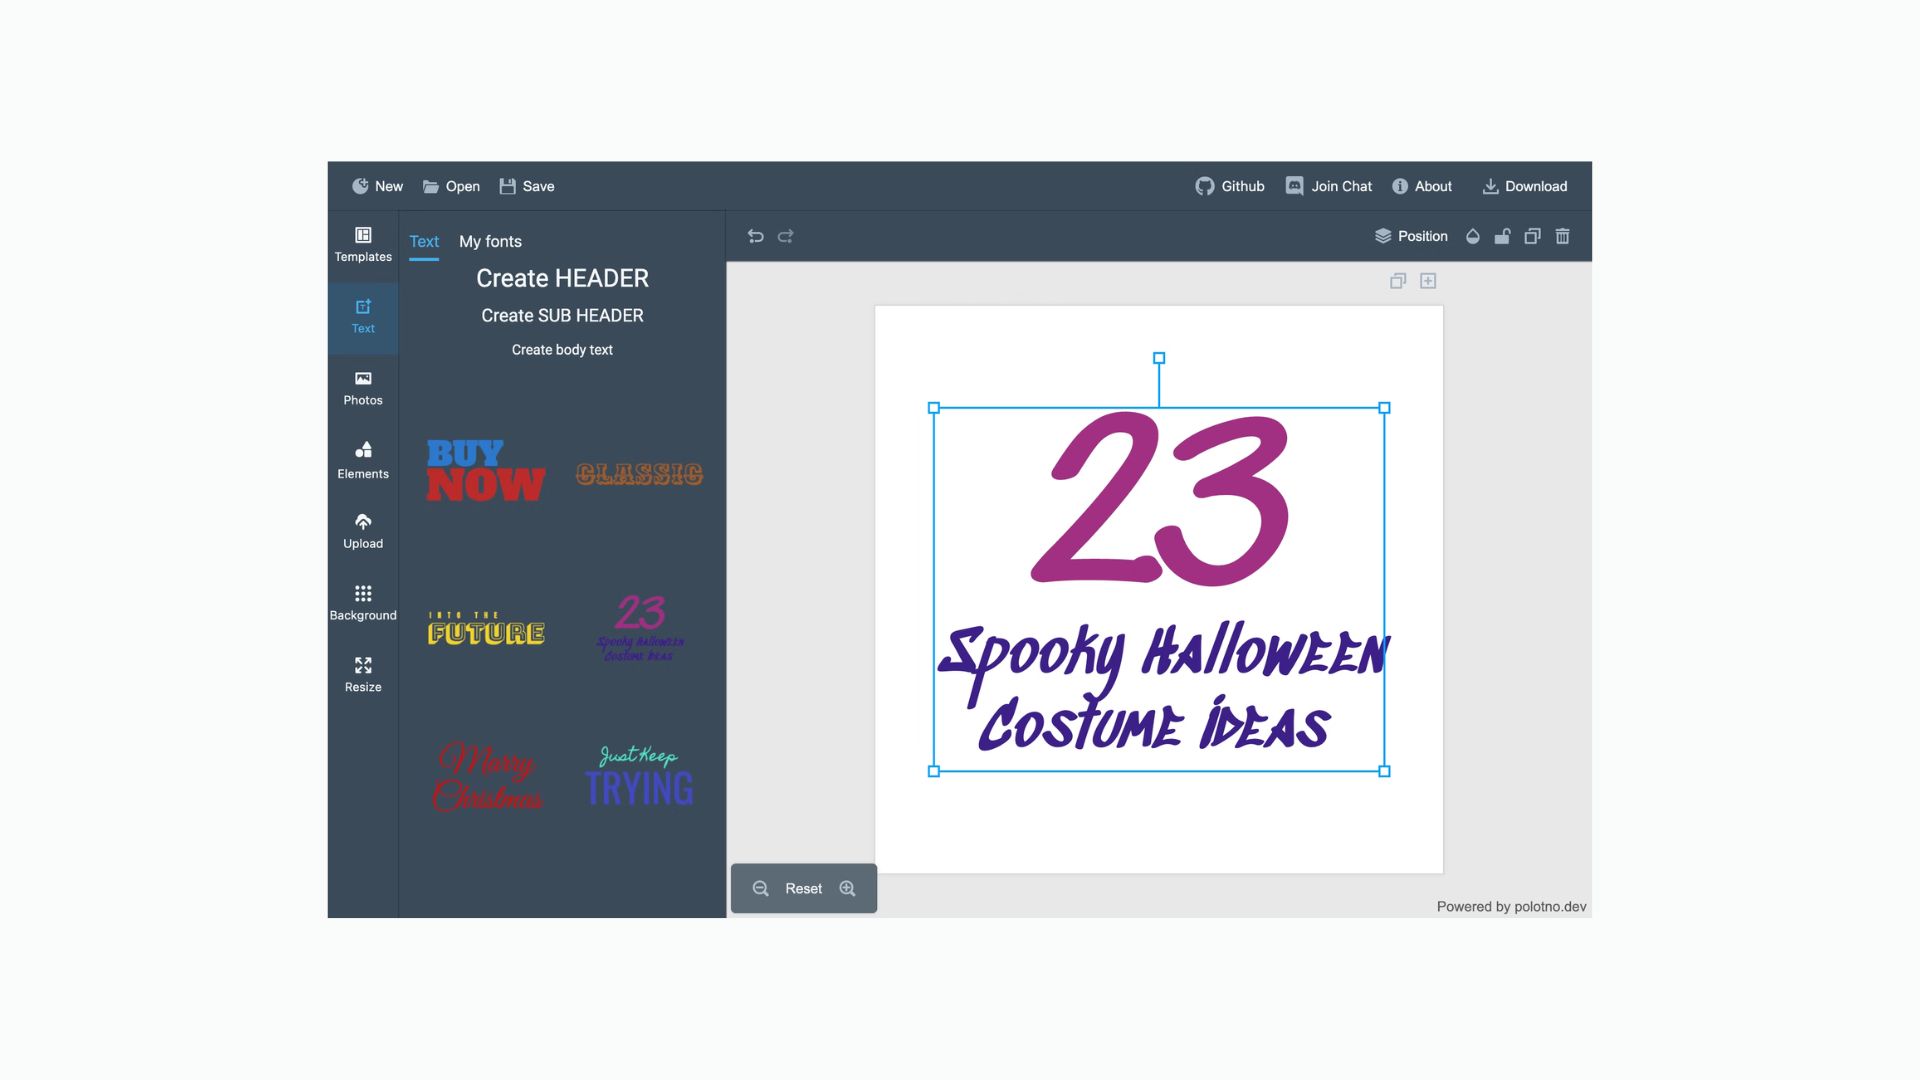 New Open Save Github Join Chat About Download
Templates
Text
Photos
Elements
Upload
Background
Resize
Text My fonts
Create HEADER
Create SUB HEADER
Create body text
BUY
NOW
CLASSIC
INTO THE
FUTURE
23
Spooky Halloween
Costume Ideas
Marry
Christmas
Just Keep
TRYING
Position
23
Spooky Halloween
Costume Ideas
Reset
Powered by polotno.dev